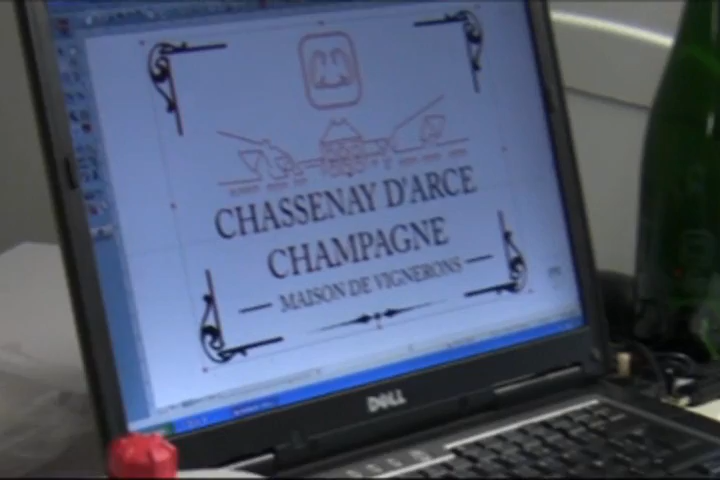 CHASSENAY D'ARCE
CHAMPAGNE
MAISON DE VIGNERONS
DELL